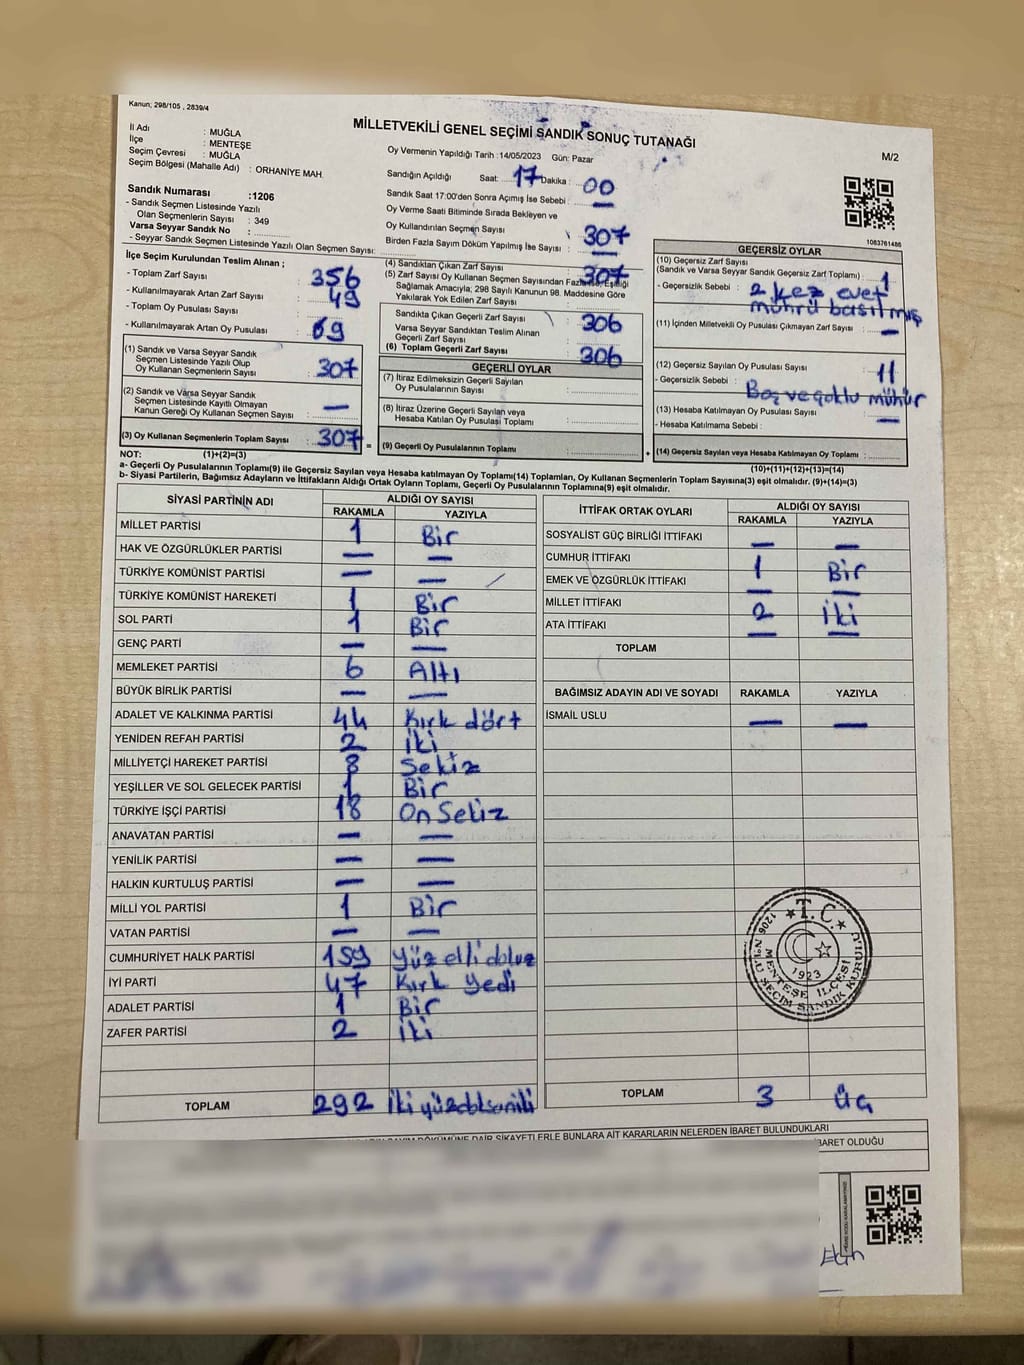 Kanun; 298/105 , 2839/4
MİLLETVEKİLİ GENEL SEÇİMİ SANDIK SONUÇ TUTANAĞI
M/2
İl Adı : MUĞLA
İlçe : MENTEŞE
Seçim Çevresi : MUĞLA
Seçim Bölgesi (Mahalle Adı) : ORHANİYE MAH.
Oy Vermenin Yapıldığı Tarih :14/05/2023 Gün: Pazar
Sandığın Açıldığı Saat: 17 Dakika : 00
Sandık Saat 17:00'den Sonra Açımış İse Sebebi : —
Oy Verme Saati Bitiminde Sırada Bekleyen ve
Oy Kullandırılan Seçmen Sayısı : 307
Birden Fazla Sayım Döküm Yapılmış İse Sayısı : —
Sandık Numarası :1206
- Sandık Seçmen Listesinde Yazılı
Olan Seçmenlerin Sayısı : 349
Varsa Seyyar Sandık No :
- Seyyar Sandık Seçmen Listesinde Yazılı Olan Seçmen Sayısı:
1083761486
İlçe Seçim Kurulundan Teslim Alınan ;
- Toplam Zarf Sayısı : 356
- Kullanılmayarak Artan Zarf Sayısı : 49
- Toplam Oy Pusulası Sayısı :
- Kullanılmayarak Artan Oy Pusulası : 69
(1) Sandık ve Varsa Seyyar Sandık
Seçmen Listesinde Yazılı Olup
Oy Kullanan Seçmenlerin Sayısı : 307
(2) Sandık ve Varsa Seyyar Sandık
Seçmen Listesinde Kayıtlı Olmayan
Kanun Gereği Oy Kullanan Seçmen Sayısı : —
(3) Oy Kullanan Seçmenlerin Toplam Sayısı : 307 =
(4) Sandıktan Çıkan Zarf Sayısı : 307
(5) Zarf Sayısı Oy Kullanan Seçmen Sayısından Fazla İse, Eşitliği
Sağlamak Amacıyla; 298 Sayılı Kanunun 98. Maddesine Göre
Yakılarak Yok Edilen Zarf Sayısı
Sandıkta Çıkan Geçerli Zarf Sayısı : 306
Varsa Seyyar Sandıktan Teslim Alınan
Geçerli Zarf Sayısı :
(6) Toplam Geçerli Zarf Sayısı : 306
GEÇERLİ OYLAR
(7) İtiraz Edilmeksizin Geçerli Sayılan
Oy Pusulalarının Sayısı :
(8) İtiraz Üzerine Geçerli Sayılan veya
Hesaba Katılan Oy Pusulası Toplamı :
(9) Geçerli Oy Pusulalarının Toplamı : +
GEÇERSİZ OYLAR
(10) Geçersiz Zarf Sayısı
(Sandık ve Varsa Seyyar Sandık Geçersiz Zarf Toplamı) : 1
- Geçersizlik Sebebi : 2 kez evet
mührü basılmış
(11) İçinden Milletvekili Oy Pusulası Çıkmayan Zarf Sayısı : —
(12) Geçersiz Sayılan Oy Pusulası Sayısı : 11
- Geçersizlik Sebebi : Boş ve çoklu mühür
(13) Hesaba Katılmayan Oy Pusulası Sayısı : —
- Hesaba Katılmama Sebebi :
(14) Geçersiz Sayılan veya Hesaba Katılmayan Oy Toplamı :
NOT: (1)+(2)=(3)
(10)+(11)+(12)+(13)=(14)
a- Geçerli Oy Pusulalarının Toplamı(9) ile Geçersiz Sayılan veya Hesaba katılmayan Oy Toplamı(14) Toplamları, Oy Kullanan Seçmenlerin Toplam Sayısına(3) eşit olmalıdır. (9)+(14)=(3)
b- Siyasi Partilerin, Bağımsız Adayların ve İttifakların Aldığı Ortak Oyların Toplamı, Geçerli Oy Pusulalarının Toplamına(9) eşit olmalıdır.
SİYASİ PARTİNİN ADI ALDIĞI OY SAYISI
RAKAMLA YAZIYLA
MİLLET PARTİSİ 1 Bir
HAK VE ÖZGÜRLÜKLER PARTİSİ — —
TÜRKİYE KOMÜNİST PARTİSİ — —
TÜRKİYE KOMÜNİST HAREKETİ 1 Bir
SOL PARTİ 1 Bir
GENÇ PARTİ — —
MEMLEKET PARTİSİ 6 Altı
BÜYÜK BİRLİK PARTİSİ — —
ADALET VE KALKINMA PARTİSİ 44 Kırk dört
YENİDEN REFAH PARTİSİ 2 İki
MİLLİYETÇİ HAREKET PARTİSİ 8 Sekiz
YEŞİLLER VE SOL GELECEK PARTİSİ 1 Bir
TÜRKİYE İŞÇİ PARTİSİ 18 On Sekiz
ANAVATAN PARTİSİ — —
YENİLİK PARTİSİ — —
HALKIN KURTULUŞ PARTİSİ — —
MİLLİ YOL PARTİSİ 1 Bir
VATAN PARTİSİ — —
CUMHURİYET HALK PARTİSİ 159 yüz elli dokuz
İYİ PARTİ 47 Kırk yedi
ADALET PARTİSİ 1 Bir
ZAFER PARTİSİ 2 İki
TOPLAM 292 İki yüz doksan iki
İTTİFAK ORTAK OYLARI ALDIĞI OY SAYISI
RAKAMLA YAZIYLA
SOSYALİST GÜÇ BİRLİĞİ İTTİFAKI — —
CUMHUR İTTİFAKI 1 Bir
EMEK VE ÖZGÜRLÜK İTTİFAKI — —
MİLLET İTTİFAKI 2 İki
ATA İTTİFAKI — —
TOPLAM
BAĞIMSIZ ADAYIN ADI VE SOYADI RAKAMLA YAZIYLA
İSMAİL USLU — —
★ T.C. ★
1923
MENTEŞE İLÇESİ
1206 NOLU SEÇİM SANDIK KURULU
TOPLAM 3 Üç
DÖKÜMÜNE DAİR ŞİKAYETLERLE BUNLARA AİT KARARLARIN NELERDEN İBARET BULUNDUKLARI
İBARET OLDUĞU